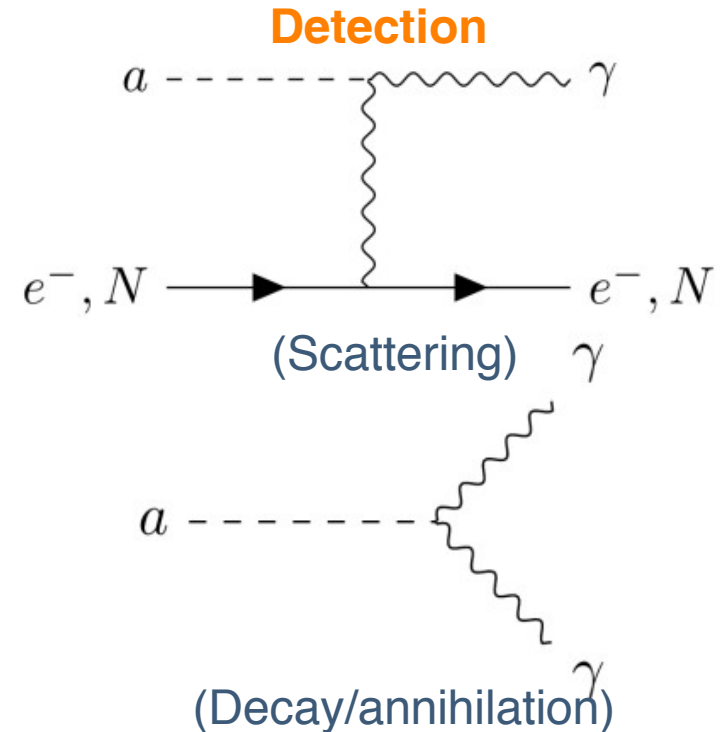 Detection
a γ
e⁻, N e⁻, N
(Scattering)
γ
a
γ
(Decay/annihilation)